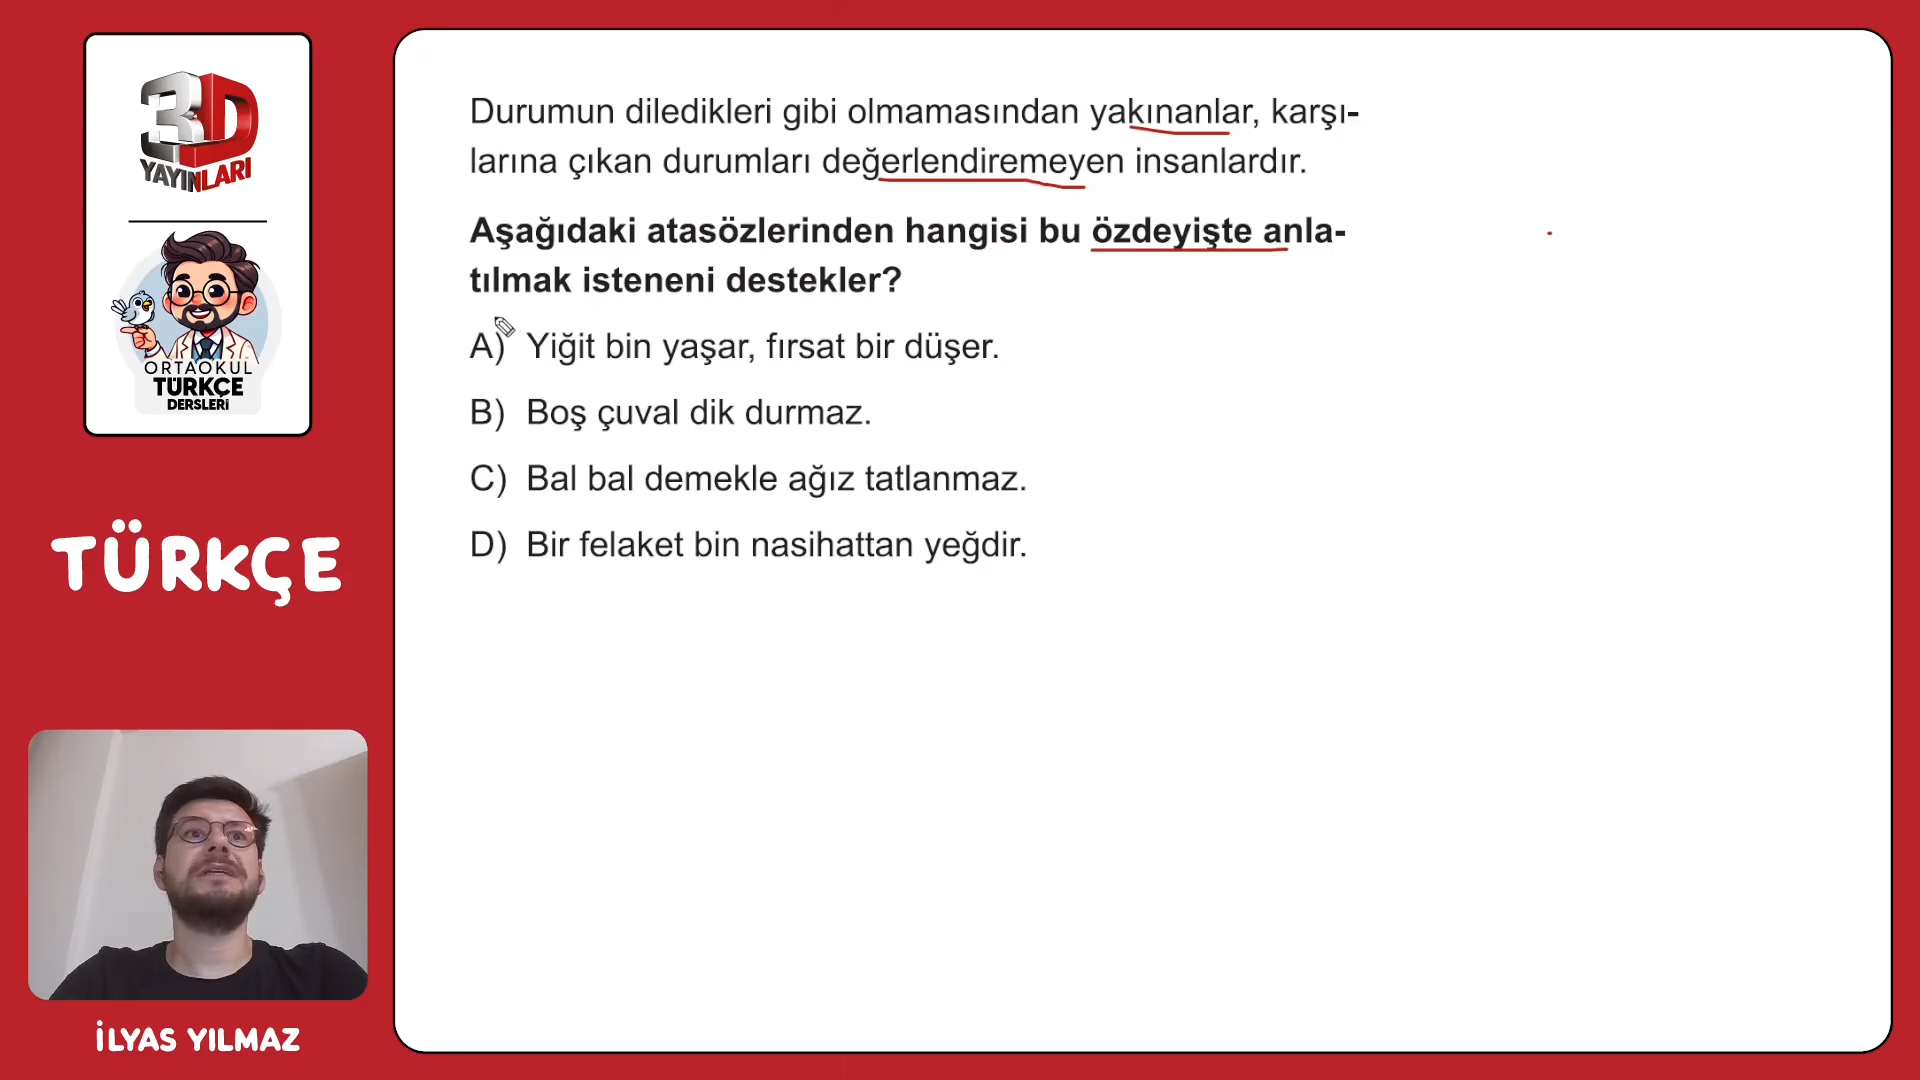 3D
YAYINLARI
ORTAOKUL
TÜRKÇE
DERSLERİ
TÜRKÇE
İLYAS YILMAZ
Durumun diledikleri gibi olmamasından yakınanlar, karşı-
larına çıkan durumları değerlendiremeyen insanlardır.
Aşağıdaki atasözlerinden hangisi bu özdeyişte anla-
tılmak isteneni destekler?
A) Yiğit bin yaşar, fırsat bir düşer.
B) Boş çuval dik durmaz.
C) Bal bal demekle ağız tatlanmaz.
D) Bir felaket bin nasihattan yeğdir.